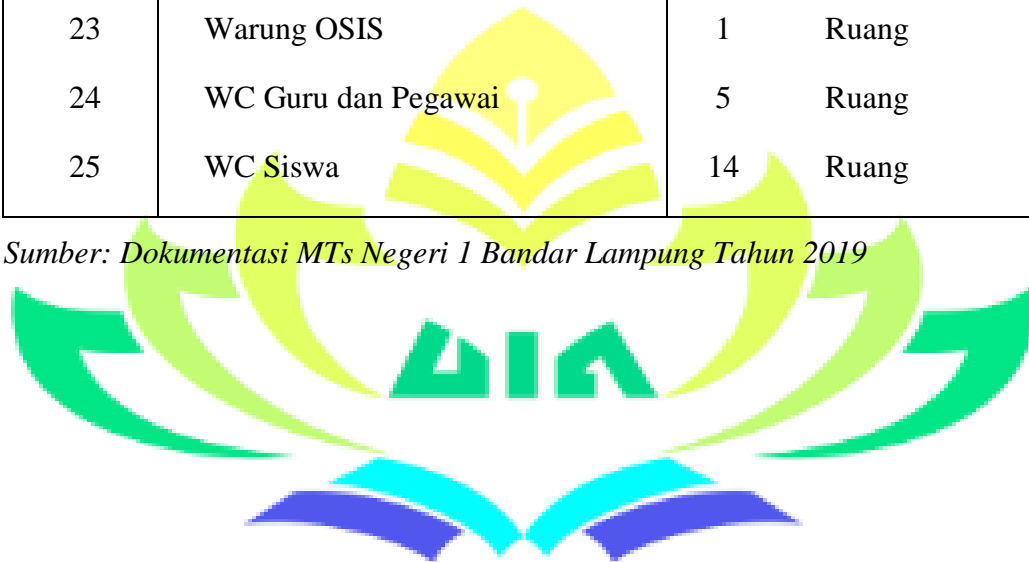 23 Warung OSIS 1 Ruang
24 WC Guru dan Pegawai 5 Ruang
25 WC Siswa 14 Ruang
Sumber: Dokumentasi MTs Negeri 1 Bandar Lampung Tahun 2019
UIN